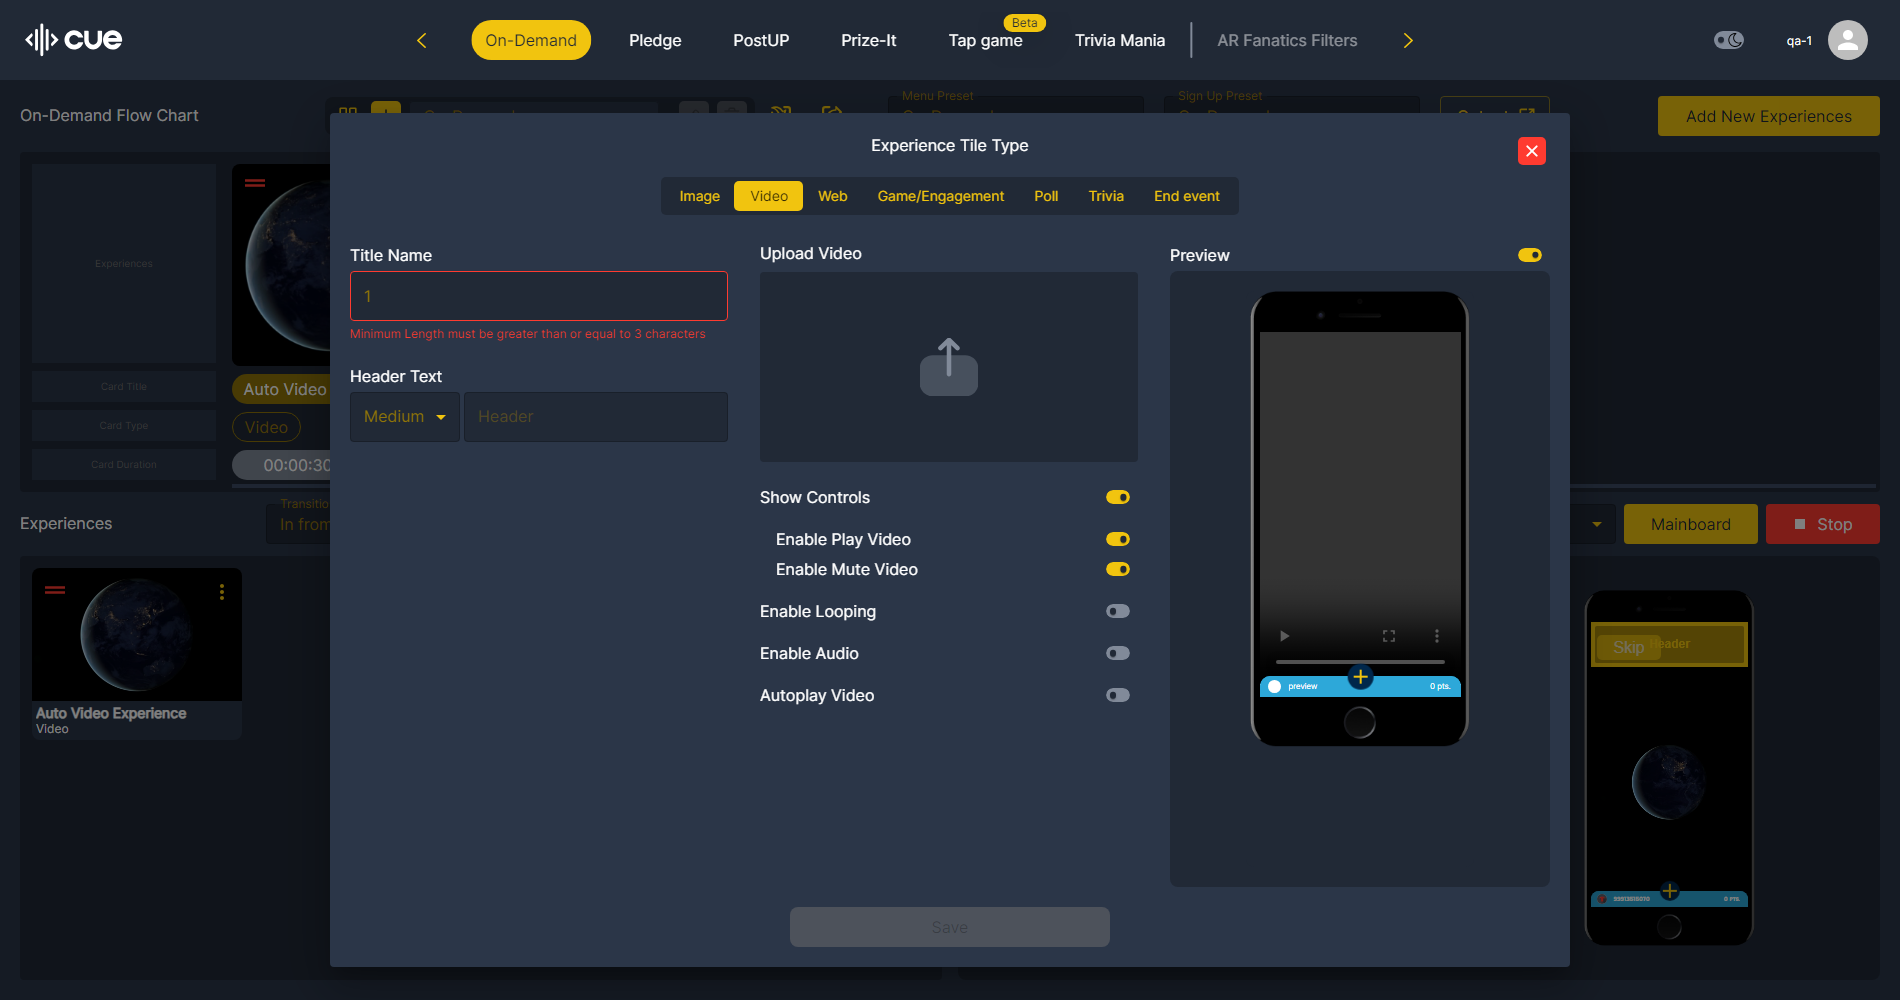 cue
On-Demand
Pledge
PostUP
Prize-It
Beta
Tap game
Trivia Mania
AR Fanatics Filters
qa-1
On-Demand Flow Chart
Menu Preset
Sign Up Preset
Add New Experiences
Experience Tile Type
Image
Video
Web
Game/Engagement
Poll
Trivia
End event
Experiences
Card Title
Card Type
Card Duration
Auto Video
Video
00:00:30
Title Name
1
Minimum Length must be greater than or equal to 3 characters
Header Text
Medium
Header
Upload Video
Show Controls
Enable Play Video
Enable Mute Video
Enable Looping
Enable Audio
Autoplay Video
Preview
preview
0 pts.
Save
Experiences
Transitio
In from
Mainboard
Stop
Auto Video Experience
Video
Skip
Header
0 PTS.